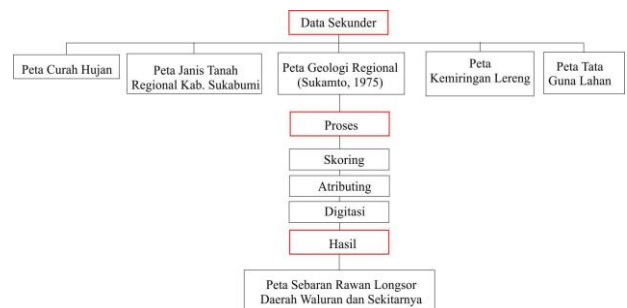 Data Sekunder
Peta Curah Hujan
Peta Janis Tanah
Regional Kab. Sukabumi
Peta Geologi Regional
(Sukamto, 1975)
Peta
Kemiringan Lereng
Peta Tata
Guna Lahan
Proses
Skoring
Atributing
Digitasi
Hasil
Peta Sebaran Rawan Longsor
Daerah Waluran dan Sekitarnya